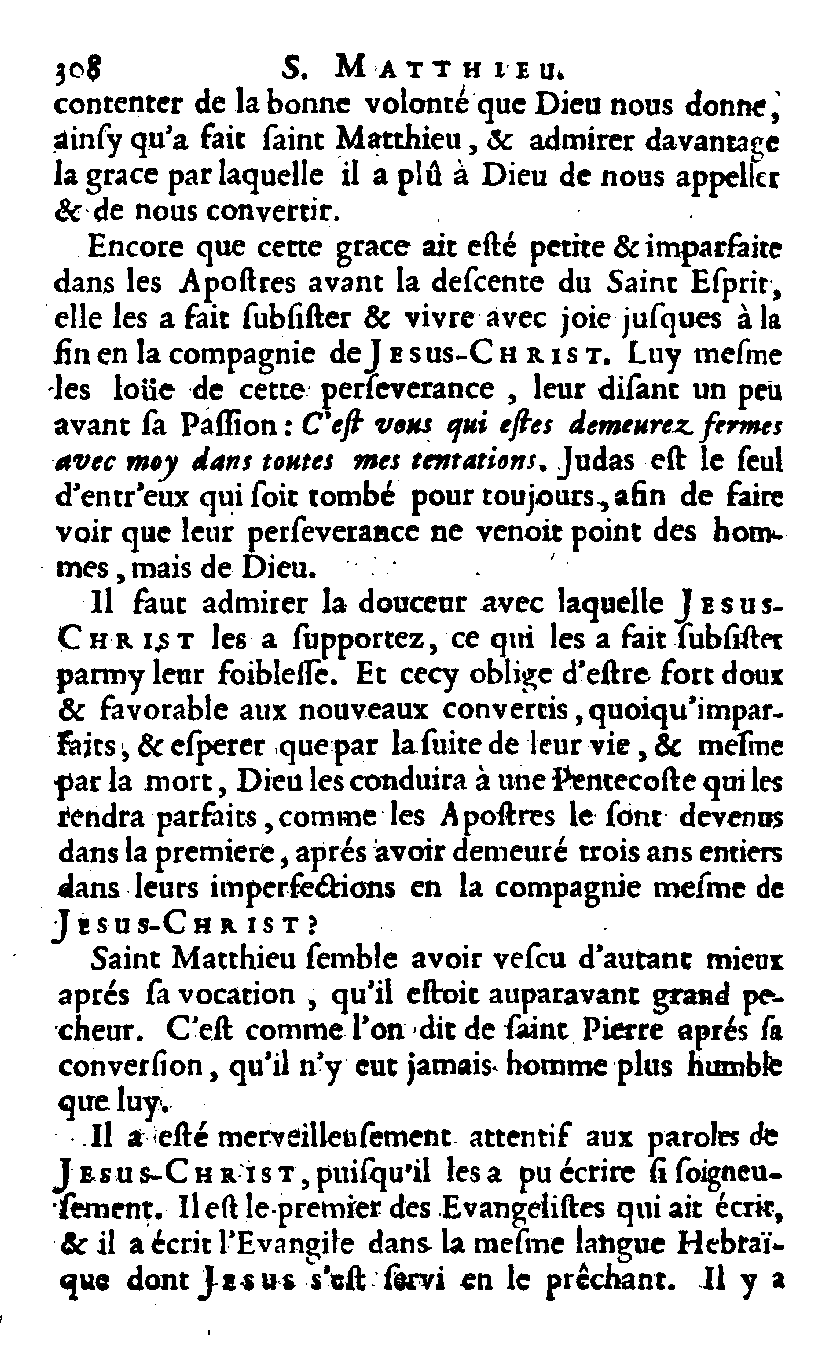 308 S. MATTHIEU.
contenter de la bonne volonté que Dieu nous donne,
ainſy qu'a fait ſaint Matthieu, & admirer davantage
la grace par laquelle il a plû à Dieu de nous appeller
& de nous convertir.
Encore que cette grace ait eſté petite & imparfaite
dans les Apoſtres avant la deſcente du Saint Eſprit,
elle les a fait ſubſiſter & vivre avec joie juſques à la
fin en la compagnie de JESUS-CHRIST. Luy meſme
les loüe de cette perſeverance, leur diſant un peu
avant ſa Paſſion : C'eſt vous qui eſtes demeurez fermes
avec moy dans toutes mes tentations. Judas eſt le ſeul
d'entr'eux qui ſoit tombé pour toujours, afin de faire
voir que leur perſeverance ne venoit point des hom-
mes, mais de Dieu.
Il faut admirer la douceur avec laquelle JESUS-
CHRIST les a ſupportez, ce qui les a fait ſubſiſter
parmy leur foibleſſe. Et cecy oblige d'eſtre fort doux
& favorable aux nouveaux convertis, quoiqu'impar-
faits, & eſperer que par la ſuite de leur vie, & meſme
par la mort, Dieu les conduira à une Pentecoſte qui les
rendra parfaits, comme les Apoſtres le ſont devenus
dans la premiere, aprés avoir demeuré trois ans entiers
dans leurs imperfections en la compagnie meſme de
JESUS-CHRIST ?
Saint Matthieu ſemble avoir veſcu d'autant mieux
aprés ſa vocation, qu'il eſtoit auparavant grand pe-
cheur. C'eſt comme l'on dit de ſaint Pierre aprés ſa
converſion, qu'il n'y eut jamais homme plus humble
que luy.
Il a eſté merveilleuſement attentif aux paroles de
JESUS-CHRIST, puiſqu'il les a pu écrire ſi ſoigneu-
ſement. Il eſt le premier des Evangeliſtes qui ait écrit,
& il a écrit l'Evangile dans la meſme langue Hebraï-
que dont JESUS s'eſt ſervi en le prêchant. Il y a